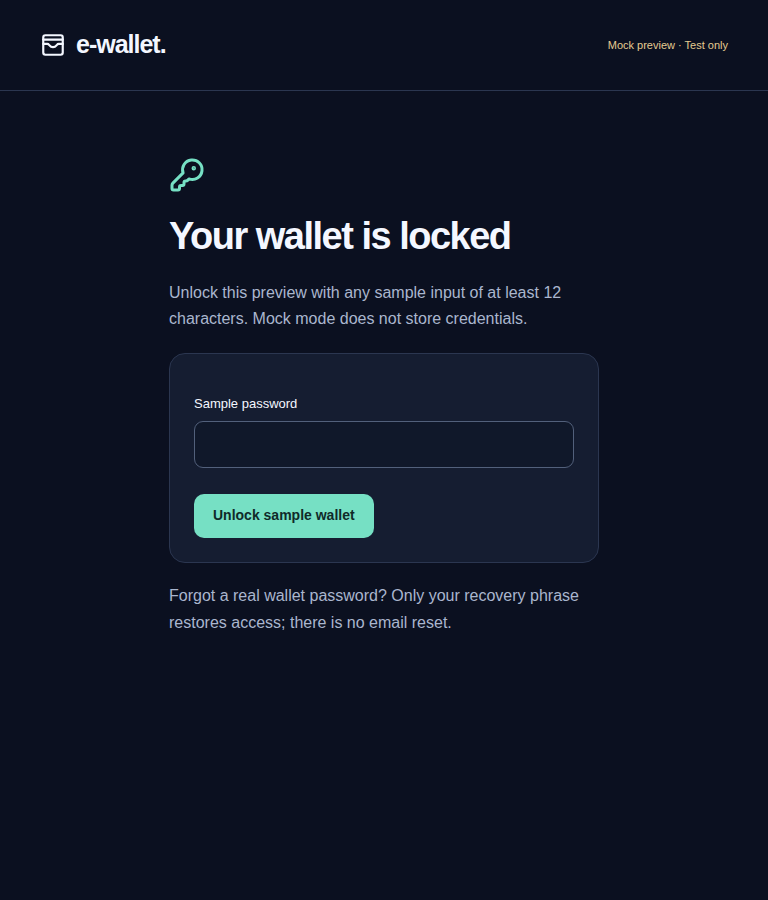 e-wallet.
Mock preview · Test only
Your wallet is locked
Unlock this preview with any sample input of at least 12
characters. Mock mode does not store credentials.
Sample password
Unlock sample wallet
Forgot a real wallet password? Only your recovery phrase
restores access; there is no email reset.